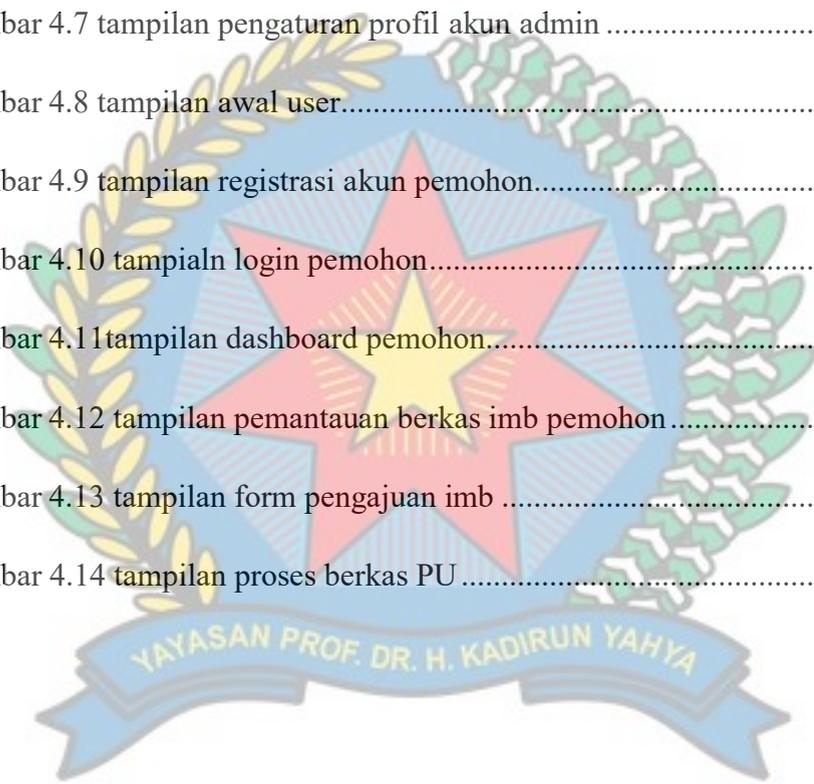 bar 4.7 tampilan pengaturan profil akun admin ..........................
bar 4.8 tampilan awal user..........................................................
bar 4.9 tampilan registrasi akun pemohon...................................
bar 4.10 tampialn login pemohon................................................
bar 4.11tampilan dashboard pemohon.........................................
bar 4.12 tampilan pemantauan berkas imb pemohon ..................
bar 4.13 tampilan form pengajuan imb .......................................
bar 4.14 tampilan proses berkas PU ............................................
YAYASAN PROF. DR. H. KADIRUN YAHYA